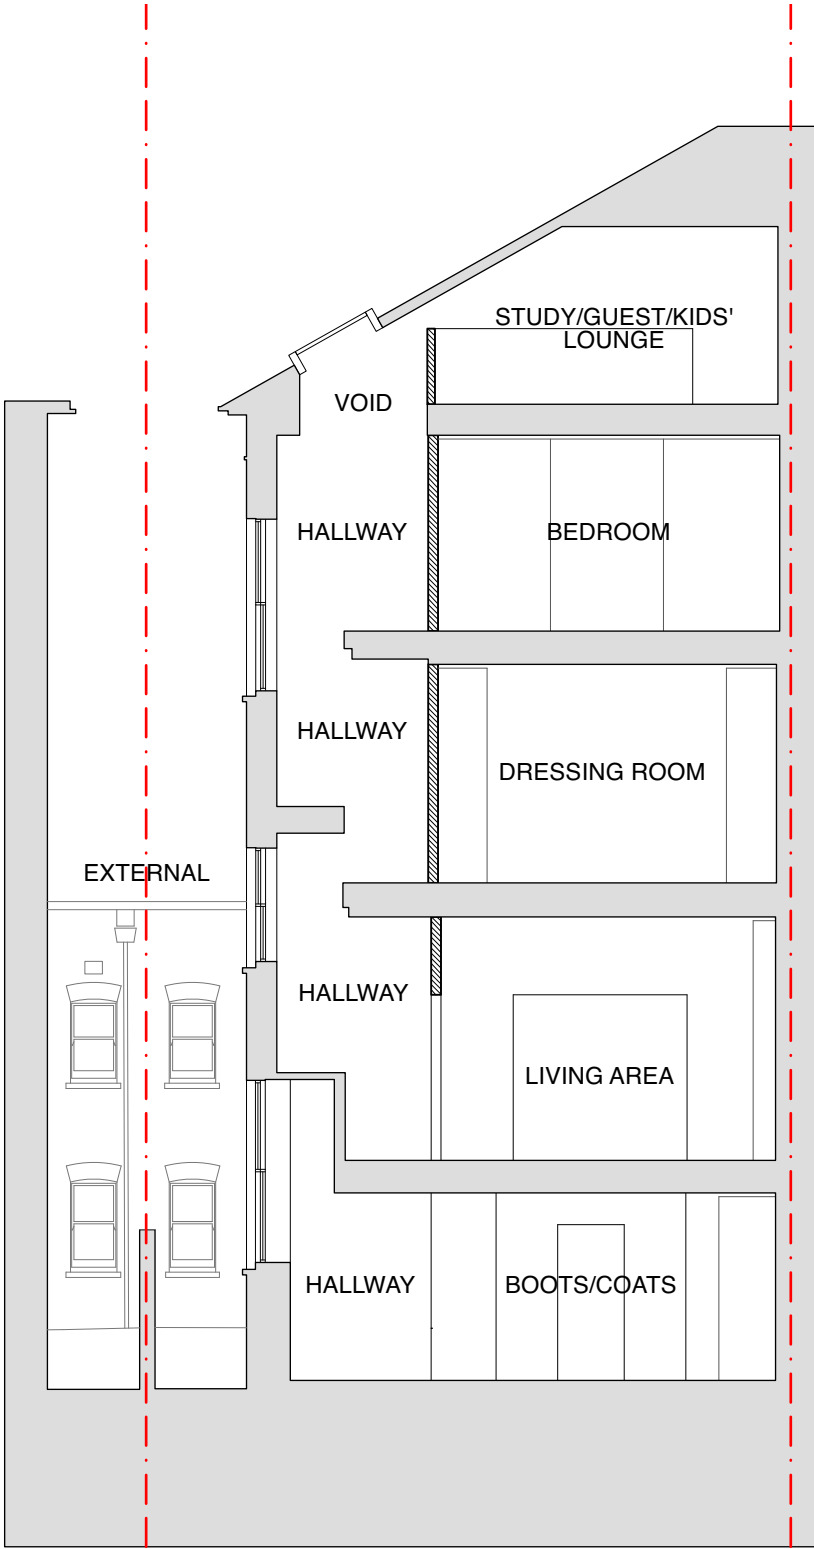 STUDY/GUEST/KIDS'
LOUNGE
VOID
HALLWAY
BEDROOM
HALLWAY
DRESSING ROOM
EXTERNAL
HALLWAY
LIVING AREA
HALLWAY
BOOTS/COATS